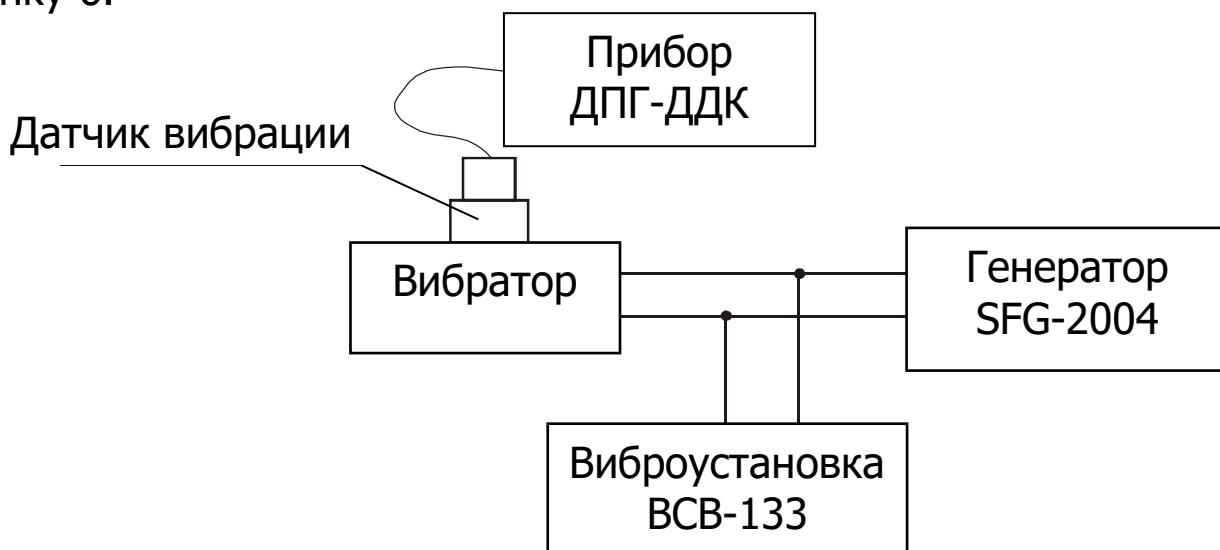 Прибор
ДПГ-ДДК
Датчик вибрации
Вибратор
Генератор
SFG-2004
Виброустановка
ВСВ-133